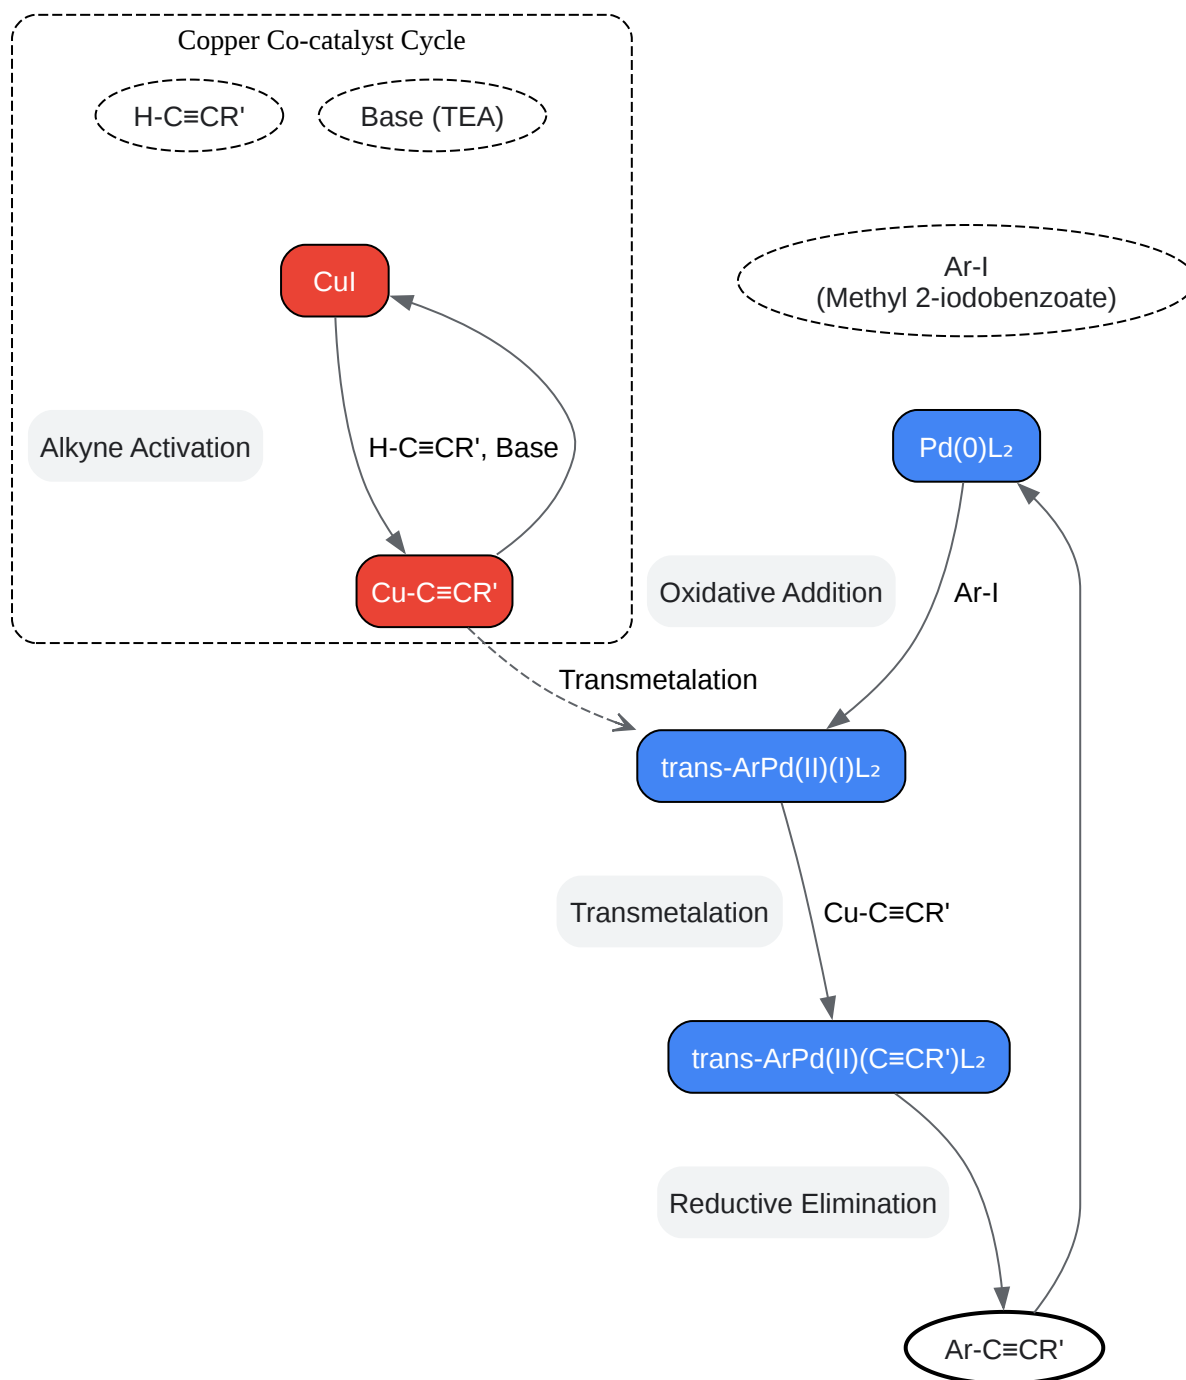 Copper Co-catalyst Cycle
H-C≡CR'
Base (TEA)
CuI
Ar-I
(Methyl 2-iodobenzoate)
Alkyne Activation
H-C≡CR', Base
Pd(0)L₂
Cu-C≡CR'
Oxidative Addition
Ar-I
Transmetalation
trans-ArPd(II)(I)L₂
Transmetalation
Cu-C≡CR'
trans-ArPd(II)(C≡CR')L₂
Reductive Elimination
Ar-C≡CR'